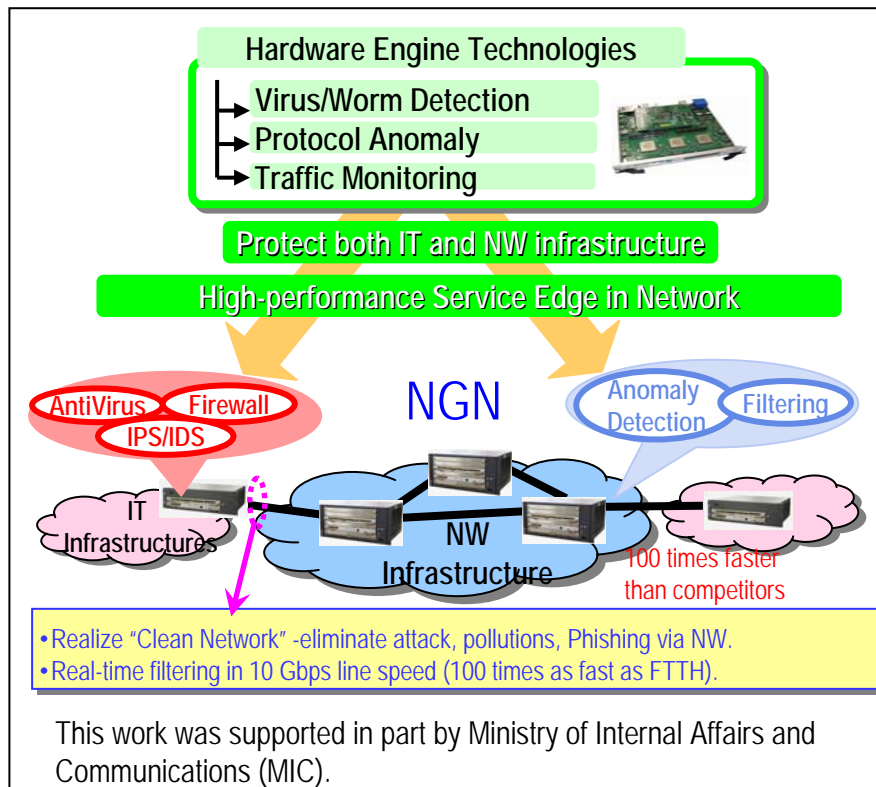 Hardware Engine Technologies
Virus/Worm Detection
Protocol Anomaly
Traffic Monitoring
Protect both IT and NW infrastructure
High-performance Service Edge in Network
AntiVirus
Firewall
IPS/IDS
NGN
Anomaly
Detection
Filtering
IT
Infrastructures
NW
Infrastructure
100 times faster
than competitors
• Realize “Clean Network” -eliminate attack, pollutions, Phishing via NW.
• Real-time filtering in 10 Gbps line speed (100 times as fast as FTTH).
This work was supported in part by Ministry of Internal Affairs and
Communications (MIC).